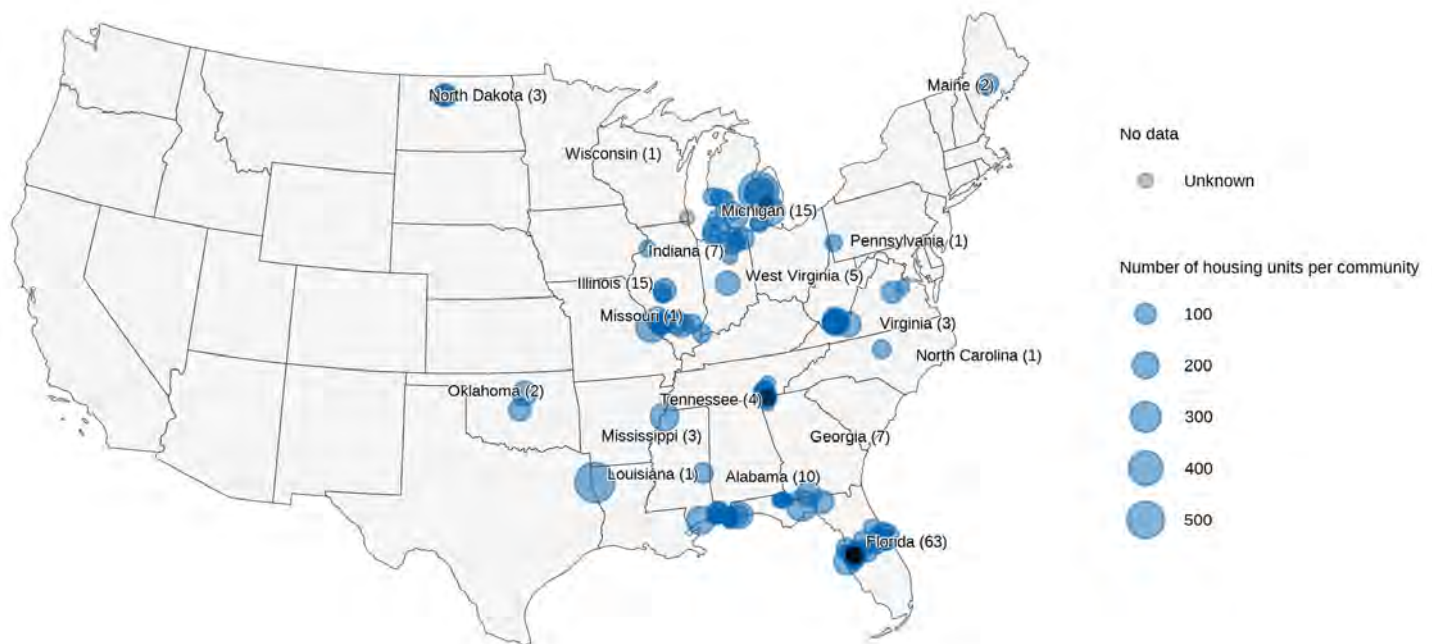 Maine (2)
North Dakota (3)
No data
Wisconsin (1)
Unknown
Michigan (15)
Pennsylvania (1)
Indiana (7)
Number of housing units per community
West Virginia (5)
Illinois (15)
100
Missouri (1)
Virginia (3)
North Carolina (1)
200
Oklahoma (2)
Tennessee (4)
300
Mississippi (3)
Georgia (7)
400
Louisiana (1)
Alabama (10)
500
Florida (63)